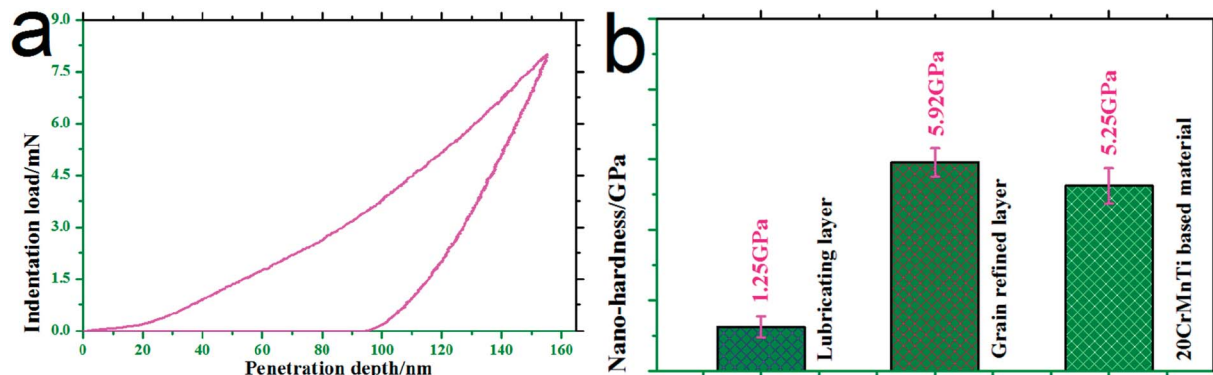 a
9.0
7.5
6.0
4.5
3.0
1.5
0.0
Indentation load/mN
0 20 40 60 80 100 120 140 160
Penetration depth/nm
b
Nano-hardness/GPa
1.25GPa
Lubricating layer
5.92GPa
Grain refined layer
5.25GPa
20CrMnTi based material